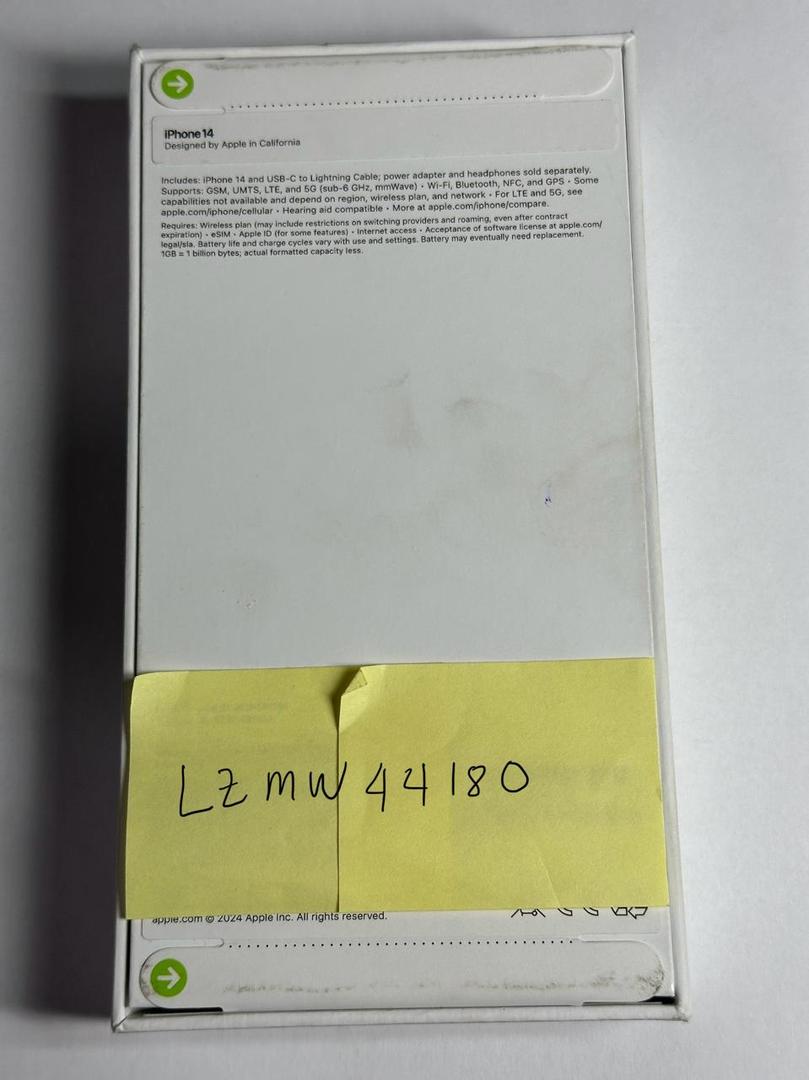 iPhone 14
Designed by Apple in California
Includes: iPhone 14 and USB-C to Lightning Cable; power adapter and headphones sold separately.
Supports: GSM, UMTS, LTE, and 5G (sub-6 GHz, mmWave) • Wi-Fi, Bluetooth, NFC, and GPS • Some
capabilities not available and depend on region, wireless plan, and network • For LTE and 5G, see
apple.com/iphone/cellular • Hearing aid compatible • More at apple.com/iphone/compare.
Requires: Wireless plan (may include restrictions on switching providers and roaming, even after contract
expiration) • eSIM • Apple ID (for some features) • Internet access • Acceptance of software license at apple.com/
legal/sla. Battery life and charge cycles vary with use and settings. Battery may eventually need replacement.
1GB = 1 billion bytes; actual formatted capacity less.
LZMW44180
apple.com © 2024 Apple Inc. All rights reserved.